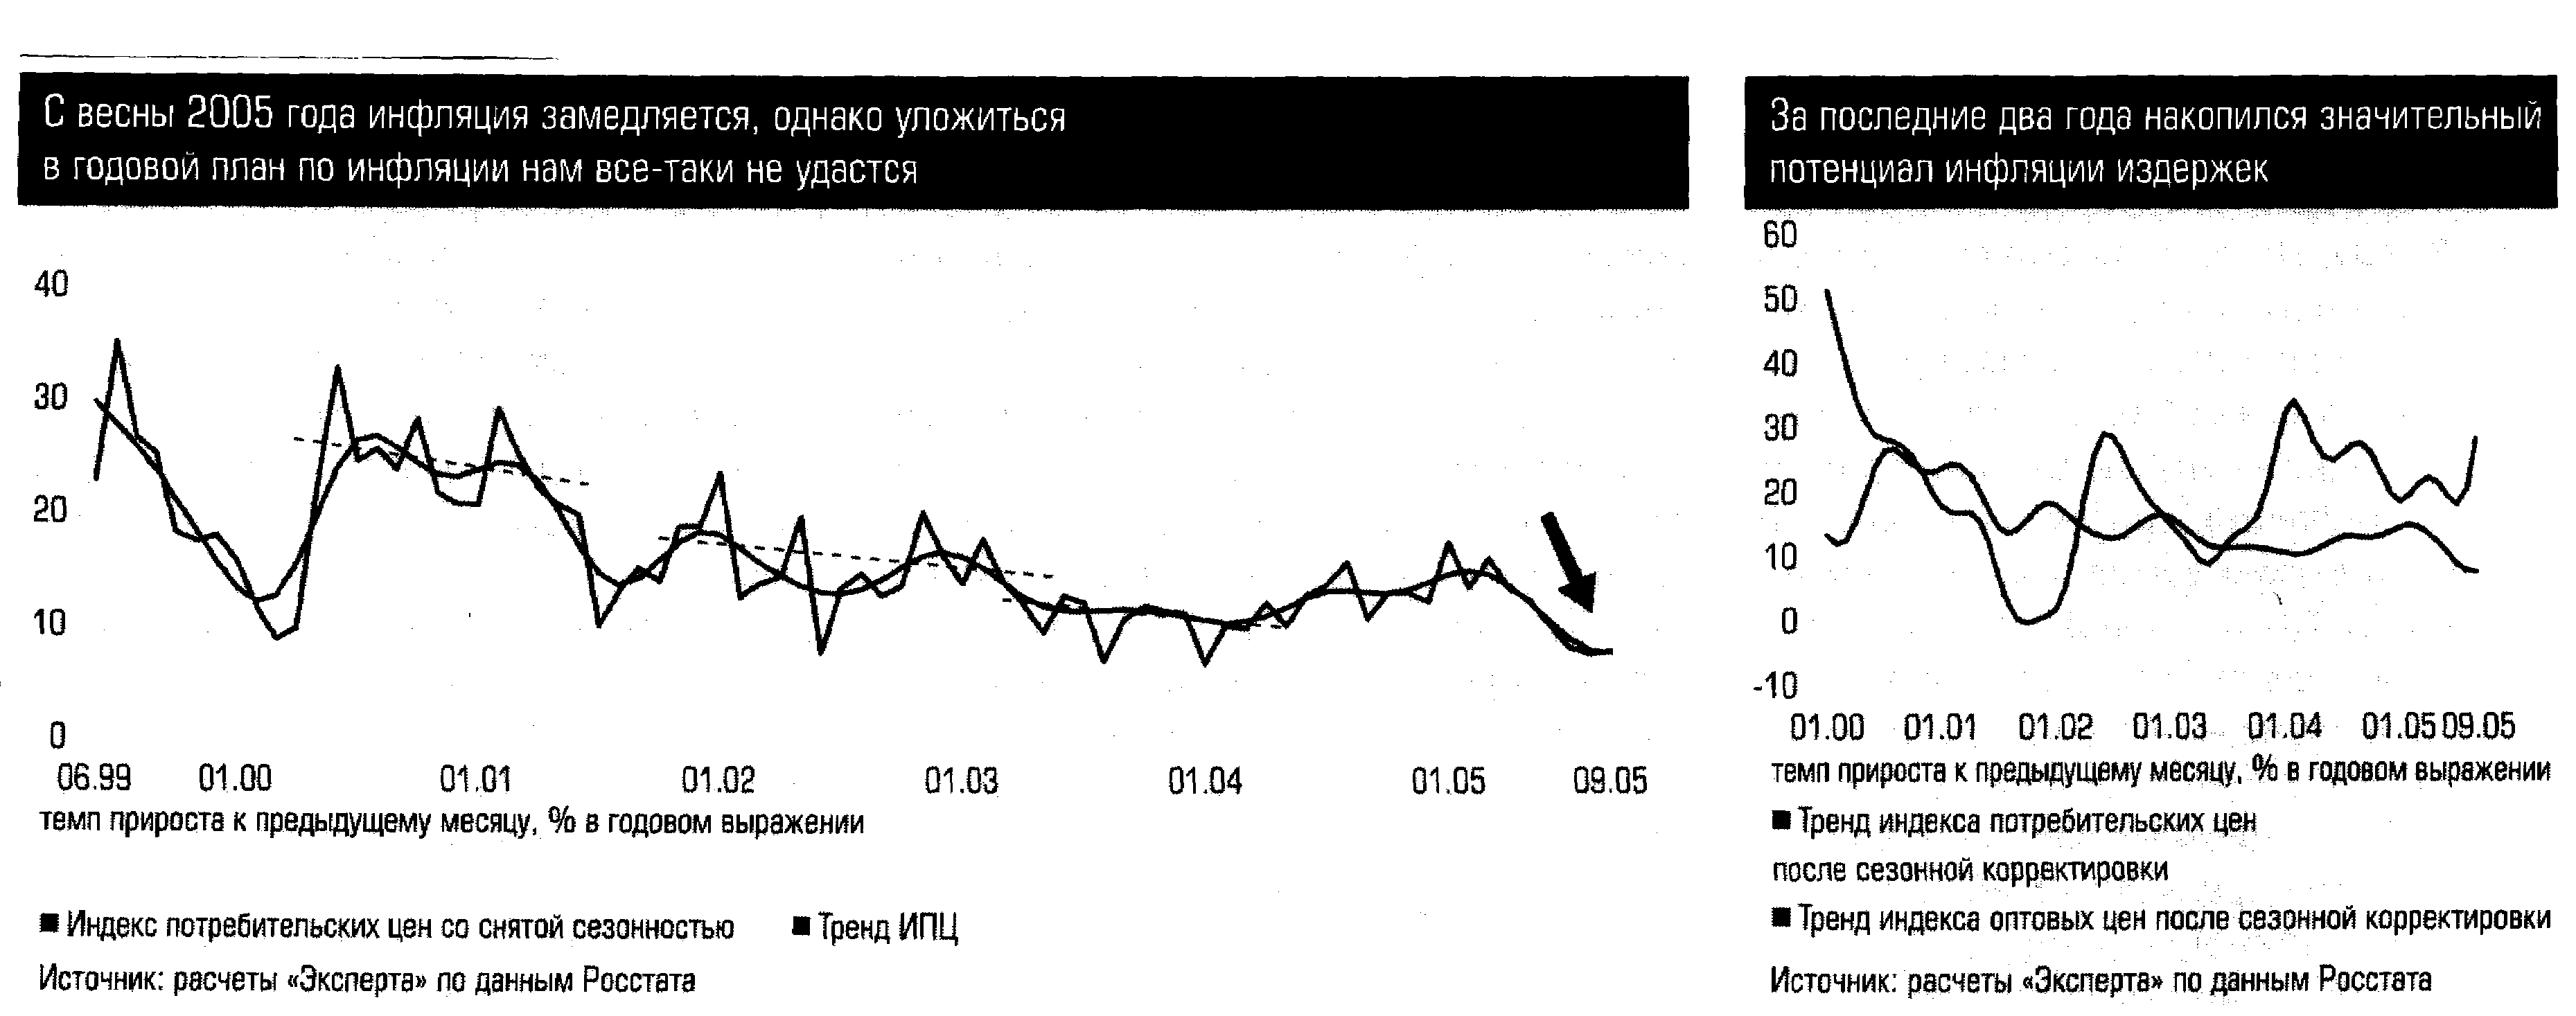 С весны 2005 года инфляция замедляется, однако уложиться
в годовой план по инфляции нам все-таки не удастся
40
30
20
10
0
06.99 01.00 01.01 01.02 01.03 01.04 01.05 09.05
темп прироста к предыдущему месяцу, % в годовом выражении
Индекс потребительских цен со снятой сезонностью Тренд ИПЦ
Источник: расчеты «Эксперта» по данным Росстата
За последние два года накопился значительный
потенциал инфляции издержек
60
50
40
30
20
10
0
-10
01.00 01.01 01.02 01.03 01.04 01.05 09.05
темп прироста к предыдущему месяцу, % в годовом выражении
Тренд индекса потребительских цен
после сезонной корректировки
Тренд индекса оптовых цен после сезонной корректировки
Источник: расчеты «Эксперта» по данным Росстата